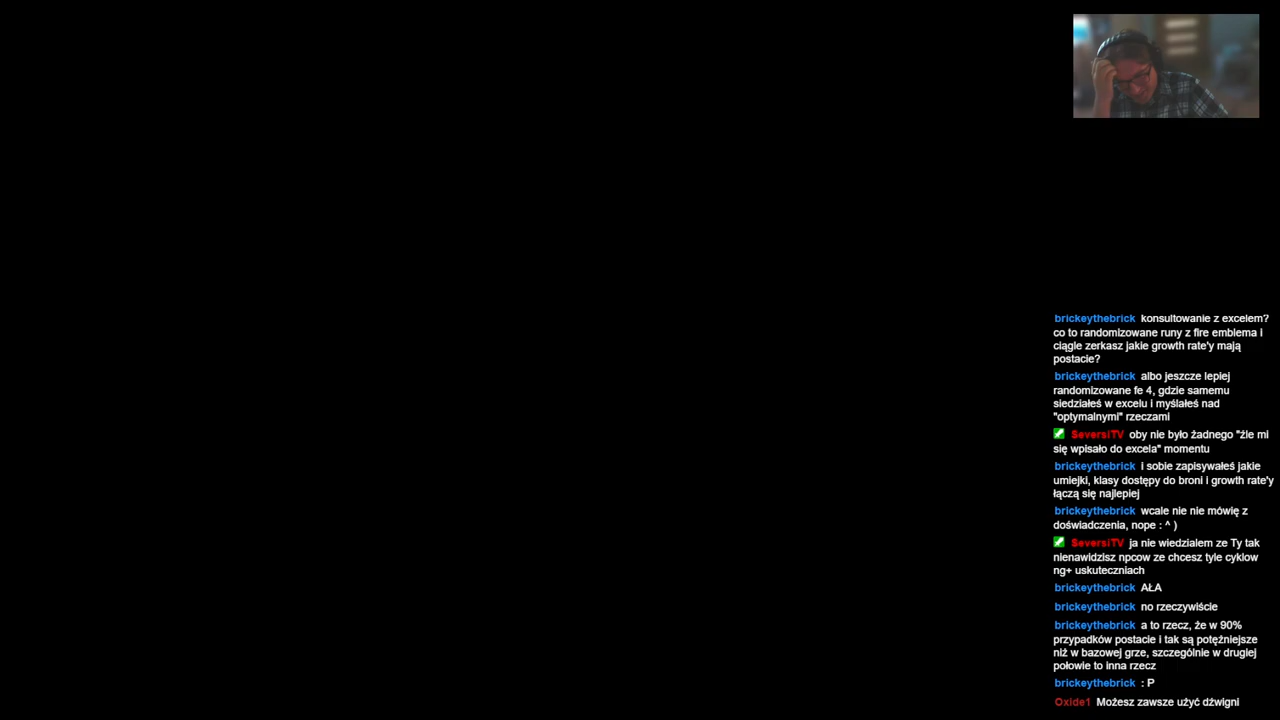 brickeythebrick konsultowanie z excelem?
co to randomizowane runy z fire emblema i
ciągle zerkasz jakie growth rate'y mają
postacie?
brickeythebrick albo jeszcze lepiej
randomizowane fe 4, gdzie samemu
siedziałeś w excelu i myślałeś nad
"optymalnymi" rzeczami
SeversiTV oby nie było żadnego "źle mi
się wpisało do excela" momentu
brickeythebrick i sobie zapisywałeś jakie
umiejki, klasy dostępy do broni i growth rate'y
łączą się najlepiej
brickeythebrick wcale nie nie mówię z
doświadczenia, nope : ^ )
SeversiTV ja nie wiedzialem ze Ty tak
nienawidzisz npcow ze chcesz tyle cyklow
ng+ uskuteczniach
brickeythebrick AŁA
brickeythebrick no rzeczywiście
brickeythebrick a to rzecz, że w 90%
przypadków postacie i tak są potężniejsze
niż w bazowej grze, szczególnie w drugiej
połowie to inna rzecz
brickeythebrick : P
Oxide1 Możesz zawsze użyć dźwigni